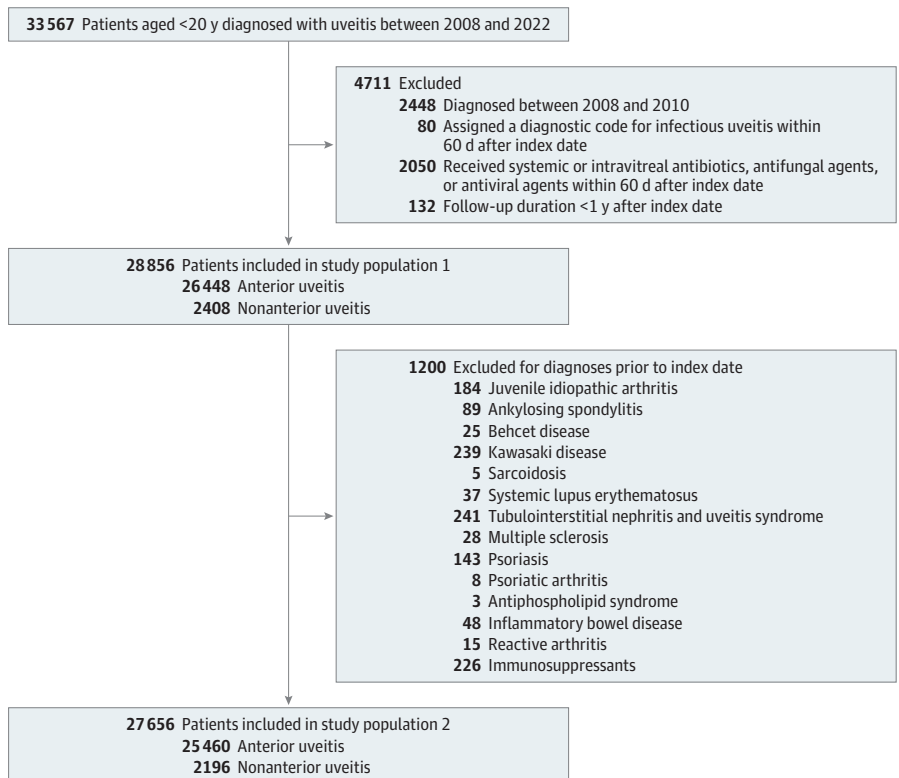 33 567 Patients aged <20 y diagnosed with uveitis between 2008 and 2022
4711 Excluded
2448 Diagnosed between 2008 and 2010
80 Assigned a diagnostic code for infectious uveitis within
60 d after index date
2050 Received systemic or intravitreal antibiotics, antifungal agents,
or antiviral agents within 60 d after index date
132 Follow-up duration <1 y after index date
28 856 Patients included in study population 1
26 448 Anterior uveitis
2408 Nonanterior uveitis
1200 Excluded for diagnoses prior to index date
184 Juvenile idiopathic arthritis
89 Ankylosing spondylitis
25 Behcet disease
239 Kawasaki disease
5 Sarcoidosis
37 Systemic lupus erythematosus
241 Tubulointerstitial nephritis and uveitis syndrome
28 Multiple sclerosis
143 Psoriasis
8 Psoriatic arthritis
3 Antiphospholipid syndrome
48 Inflammatory bowel disease
15 Reactive arthritis
226 Immunosuppressants
27 656 Patients included in study population 2
25 460 Anterior uveitis
2196 Nonanterior uveitis